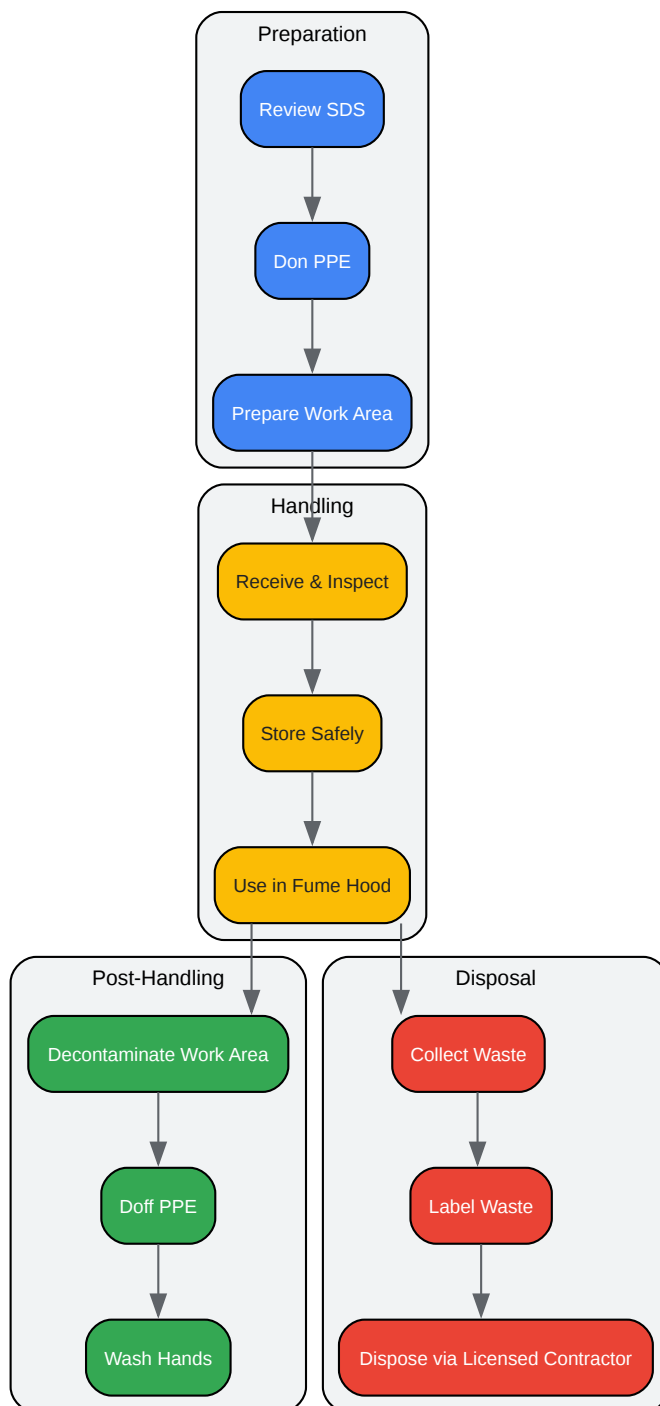 Preparation
Review SDS
Don PPE
Prepare Work Area
Handling
Receive & Inspect
Store Safely
Use in Fume Hood
Post-Handling
Decontaminate Work Area
Doff PPE
Wash Hands
Disposal
Collect Waste
Label Waste
Dispose via Licensed Contractor